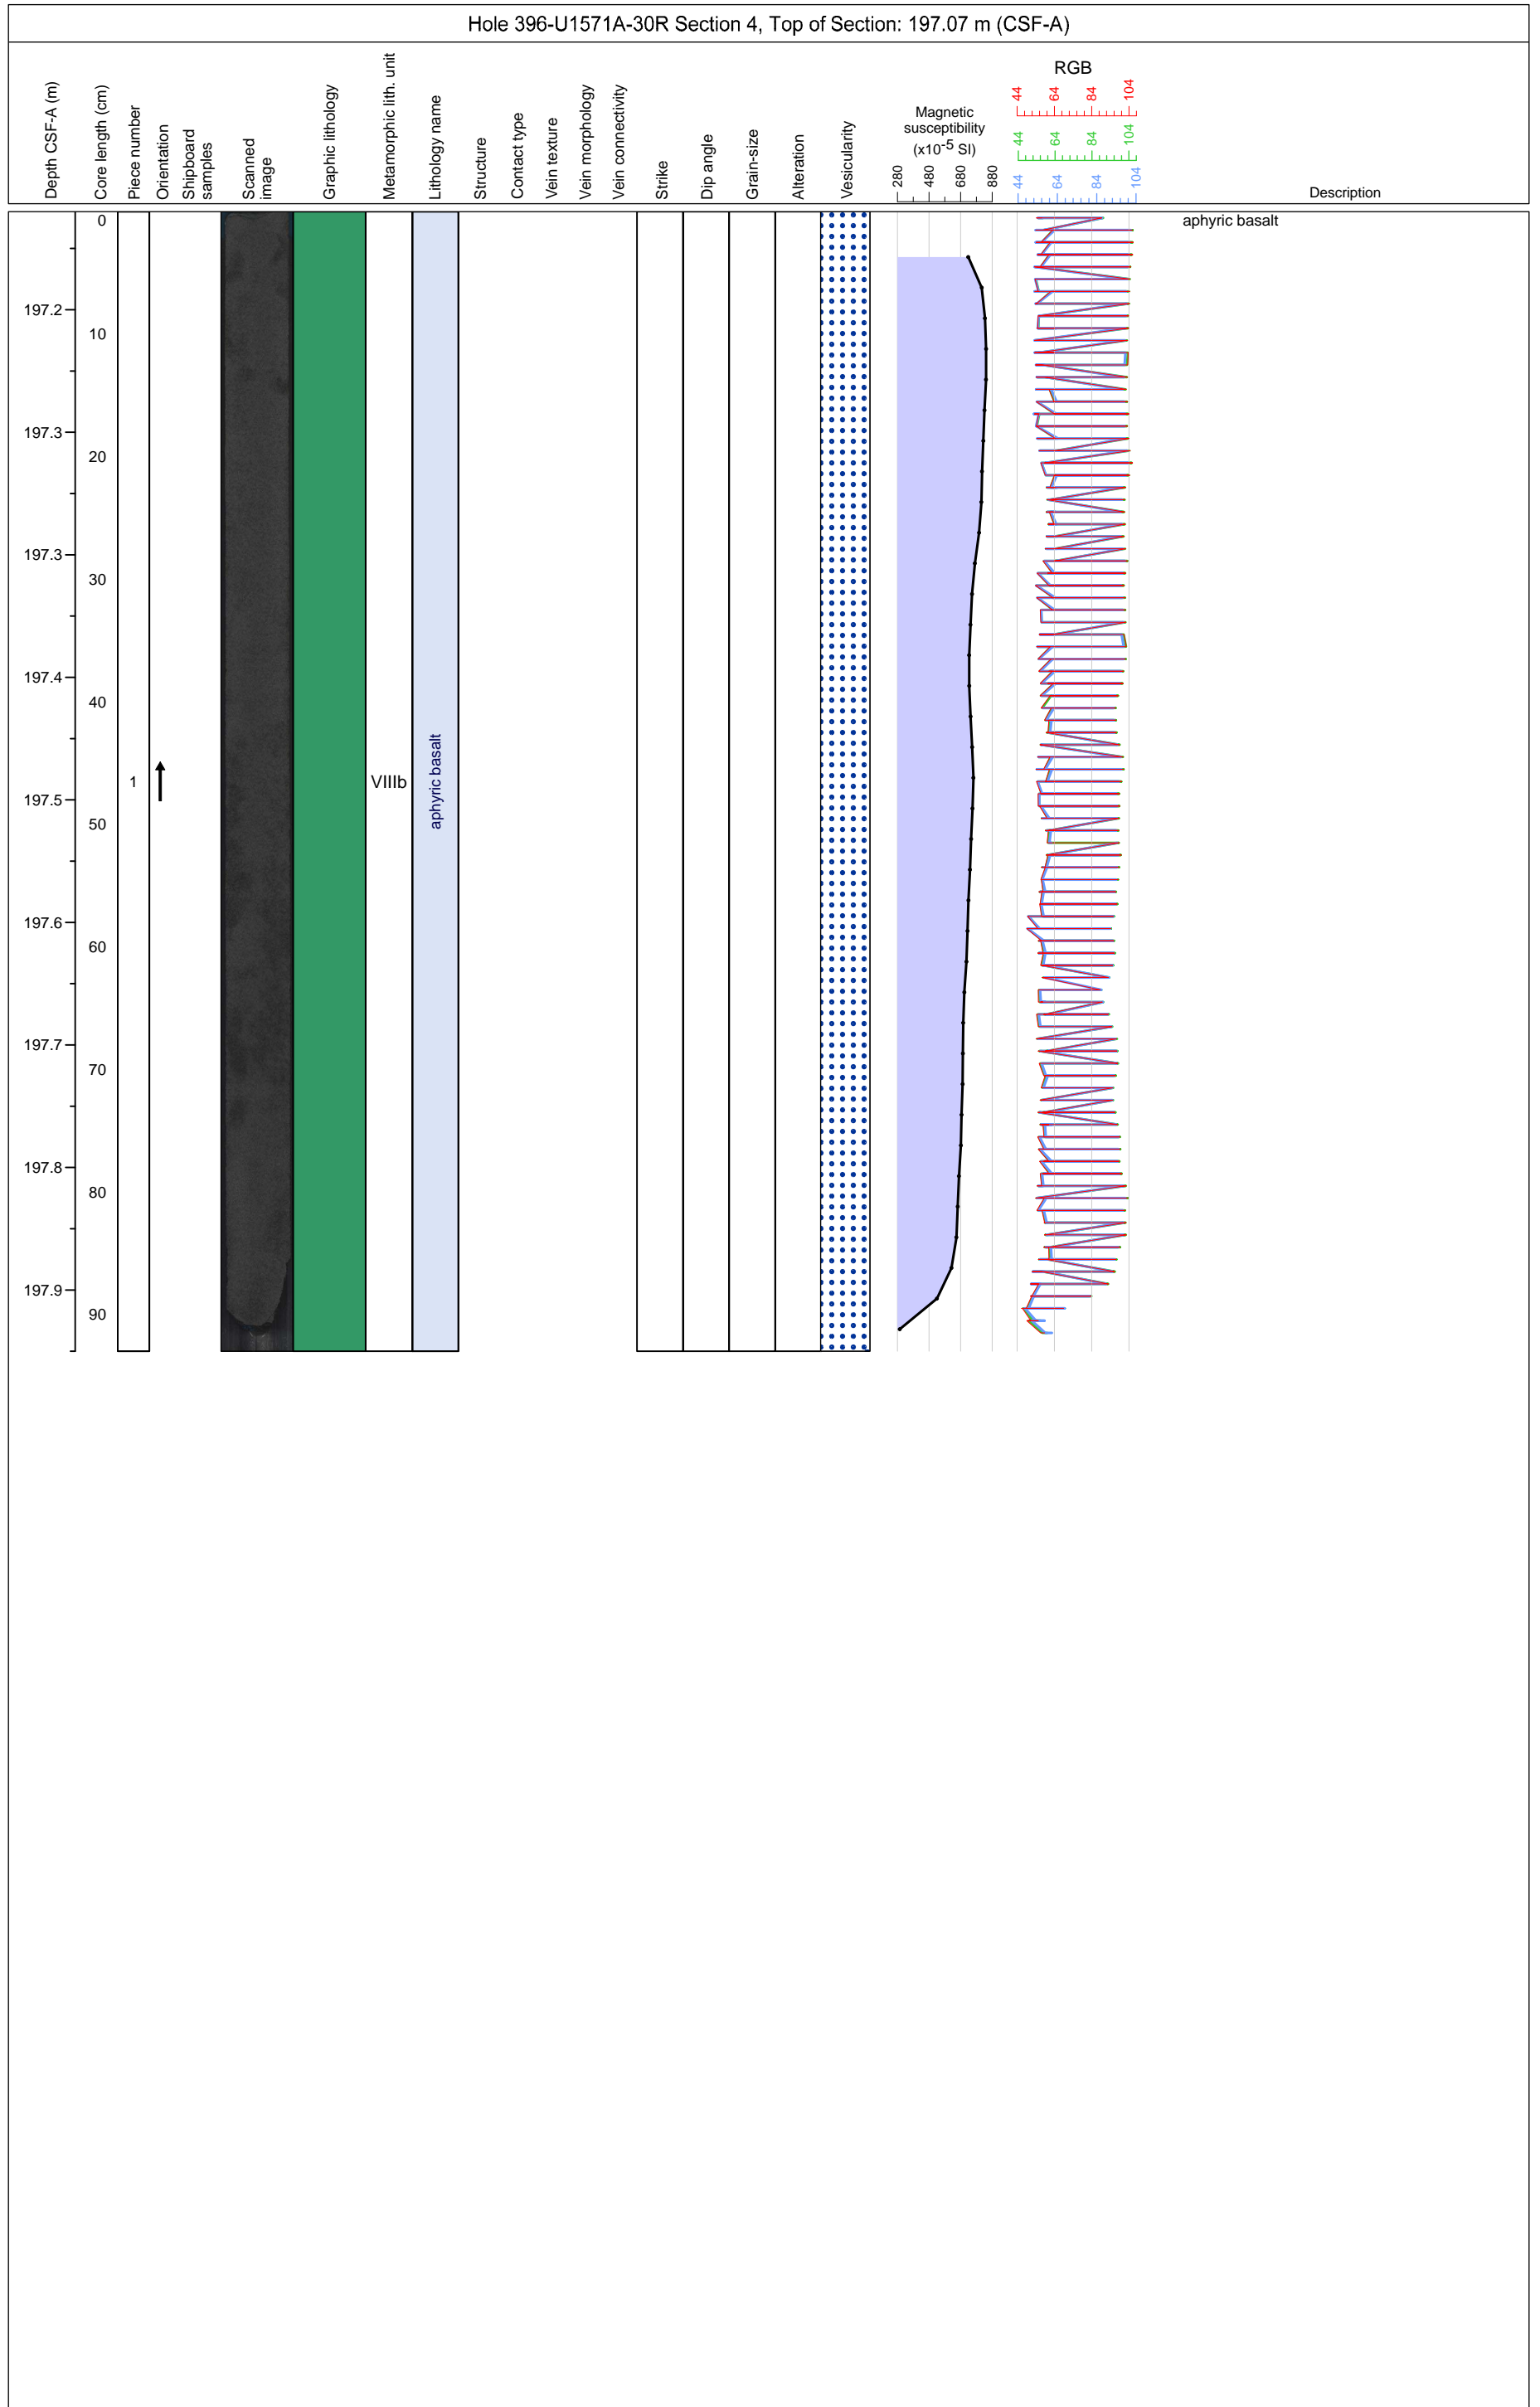 Hole 396-U1571A-30R Section 4, Top of Section: 197.07 m (CSF-A)
Depth CSF-A (m)
Core length (cm)
Piece number
Orientation
Shipboard
samples
Scanned
image
Graphic lithology
Metamorphic lith. unit
Lithology name
Structure
Contact type
Vein texture
Vein morphology
Vein connectivity
Strike
Dip angle
Grain-size
Alteration
Vesicularity
Magnetic
susceptibility
(x10-5 SI)
280 480 680 880
RGB
44 64 84 104
44 64 84 104
44 64 84 104
Description
0
aphyric basalt
197.2
10
197.3
20
197.3
30
197.4
40
1
VIIIb
aphyric basalt
197.5
50
197.6
60
197.7
70
197.8
80
197.9
90